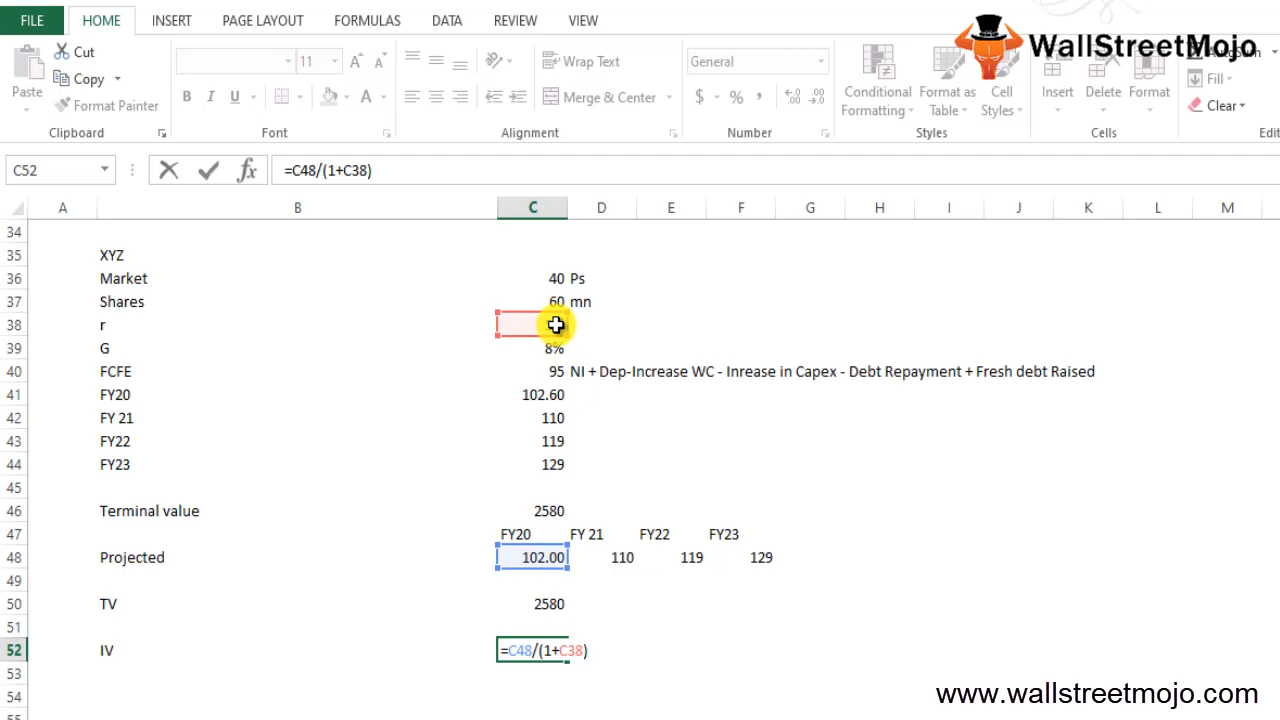 FILE HOME INSERT PAGE LAYOUT FORMULAS DATA REVIEW VIEW
WallStreetMojo
Cut
Copy
Format Painter
Paste
Clipboard
11 A A
B I U A
Font
Wrap Text
Merge & Center
Alignment
General
$ % ,
Number
Conditional Formatting
Format as Table
Cell Styles
Styles
Insert Delete Format
Cells
Fill
Clear
Edit
C52 fx =C48/(1+C38)
A B C D E F G H I J K L M
34
35 XYZ
36 Market 40 Ps
37 Shares 60 mn
38 r
39 G 8%
40 FCFE 95 NI + Dep-Increase WC - Inrease in Capex - Debt Repayment + Fresh debt Raised
41 FY20 102.60
42 FY 21 110
43 FY22 119
44 FY23 129
45
46 Terminal value 2580
47 FY20 FY 21 FY22 FY23
48 Projected 102.00 110 119 129
49
50 TV 2580
51
52 IV =C48/(1+C38)
53
54
55
www.wallstreetmojo.com